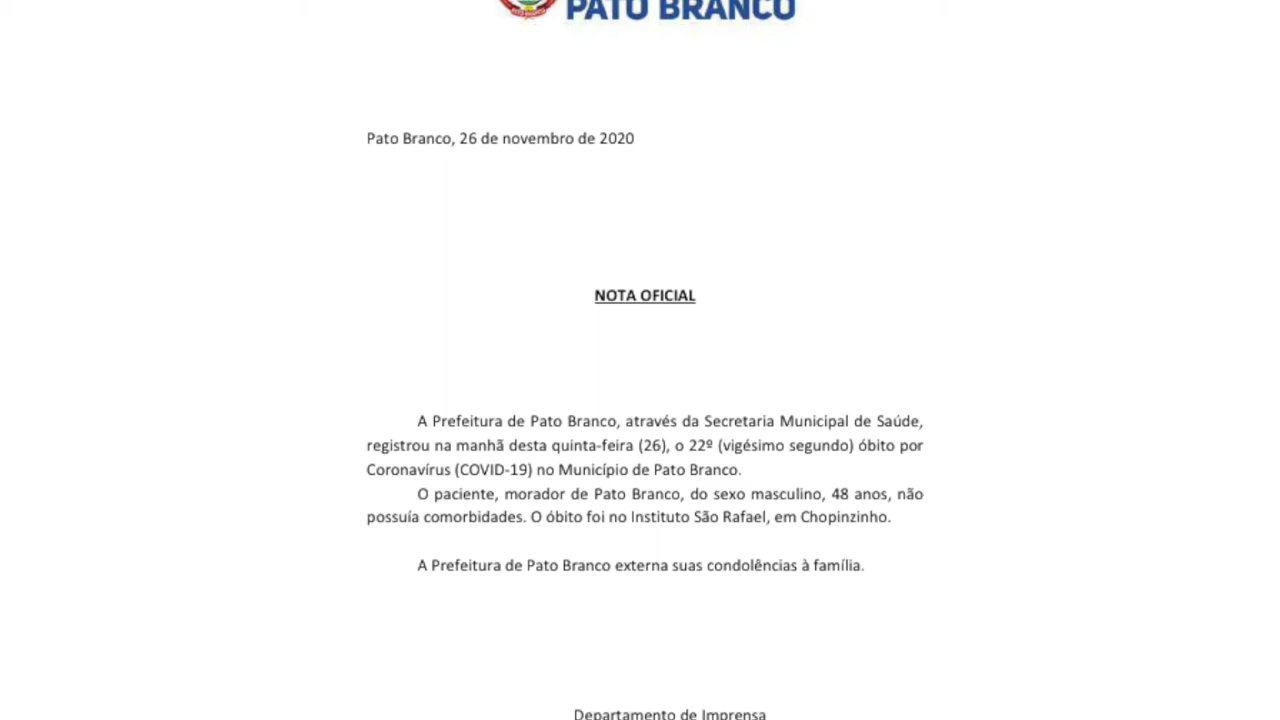 PATO BRANCO
Pato Branco, 26 de novembro de 2020
NOTA OFICIAL
A Prefeitura de Pato Branco, através da Secretaria Municipal de Saúde,
registrou na manhã desta quinta-feira (26), o 22º (vigésimo segundo) óbito por
Coronavírus (COVID-19) no Município de Pato Branco.
O paciente, morador de Pato Branco, do sexo masculino, 48 anos, não
possuía comorbidades. O óbito foi no Instituto São Rafael, em Chopinzinho.
A Prefeitura de Pato Branco externa suas condolências à família.
Departamento de Imprensa